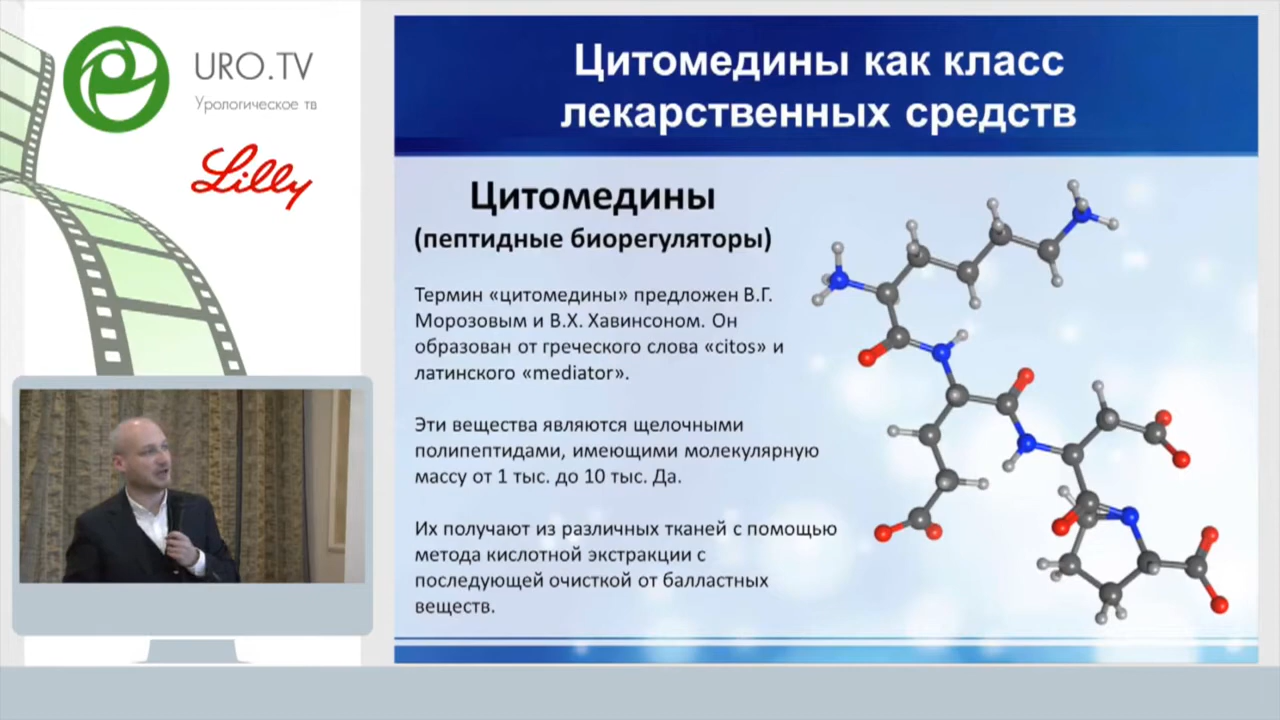 URO.TV
Урологическое тв
Lilly
Цитомедины как класс
лекарственных средств
Цитомедины
(пептидные биорегуляторы)
Термин «цитомедины» предложен В.Г.
Морозовым и В.Х. Хавинсоном. Он
образован от греческого слова «citos» и
латинского «mediator».
Эти вещества являются щелочными
полипептидами, имеющими молекулярную
массу от 1 тыс. до 10 тыс. Да.
Их получают из различных тканей с помощью
метода кислотной экстракции с
последующей очисткой от балластных
веществ.